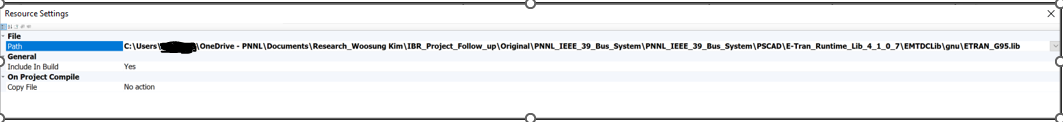 Resource Settings
File
Path C:\Users\ \OneDrive - PNNL\Documents\Research_Woosung Kim\IBR_Project_Follow_up\Original\PNNL_IEEE_39_Bus_System\PNNL_IEEE_39_Bus_System\PSCAD\E-Tran_Runtime_Lib_4_1_0_7\EMTDCLib\gnu\ETRAN_G95.lib
General
Include In Build Yes
On Project Compile
Copy File No action